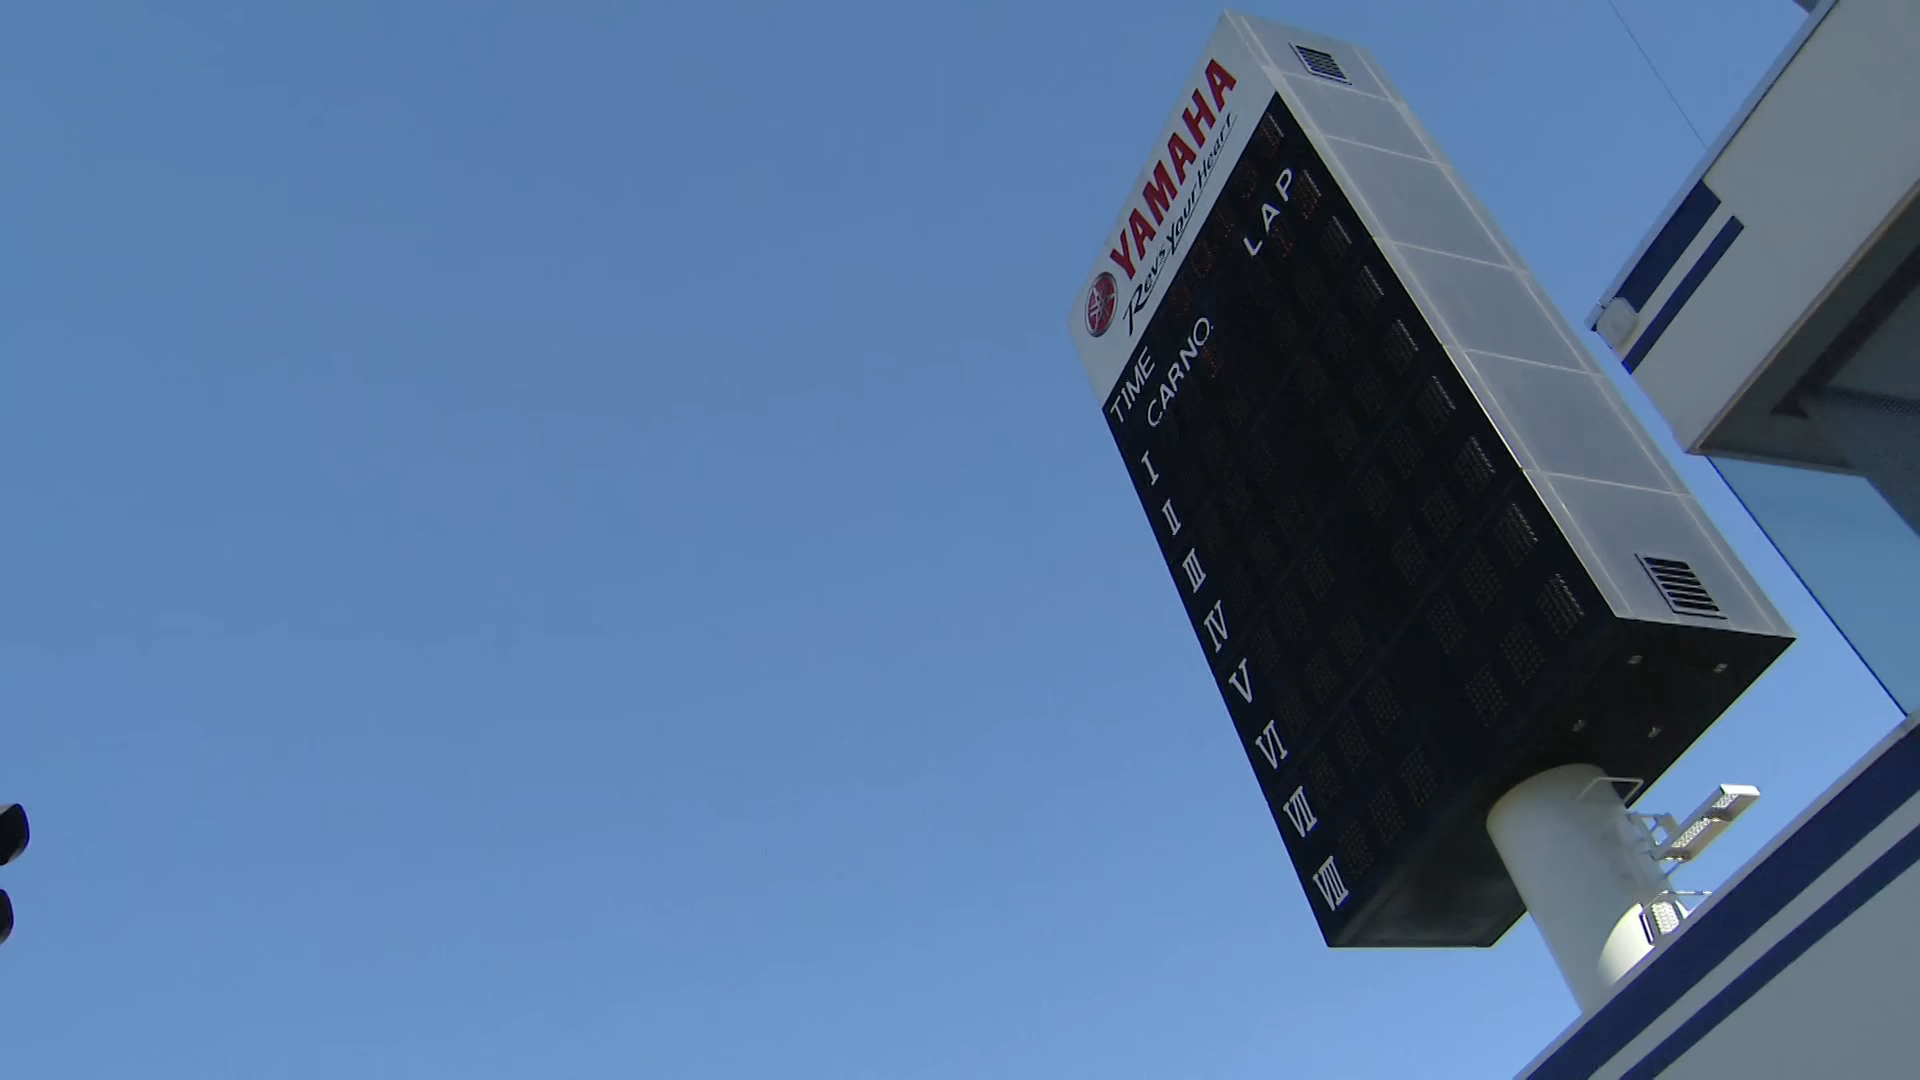 YAMAHA
Revs Your Heart
TIME
CAR NO. LAP
I
II
III
IV
V
VI
VII
VIII